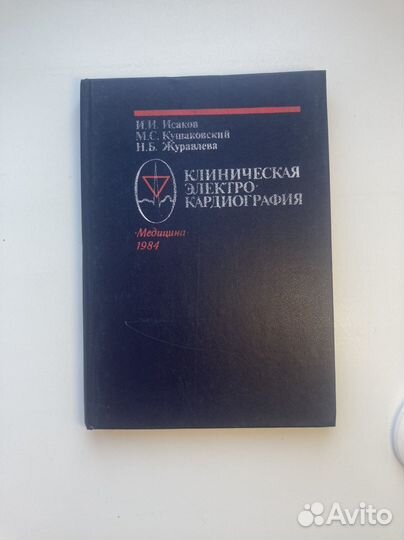 И.И. Исаков
М.С. Кушаковский
Н.Б. Журавлева
КЛИНИЧЕСКАЯ
ЭЛЕКТРО-
КАРДИОГРАФИЯ
Медицина
1984
Avito